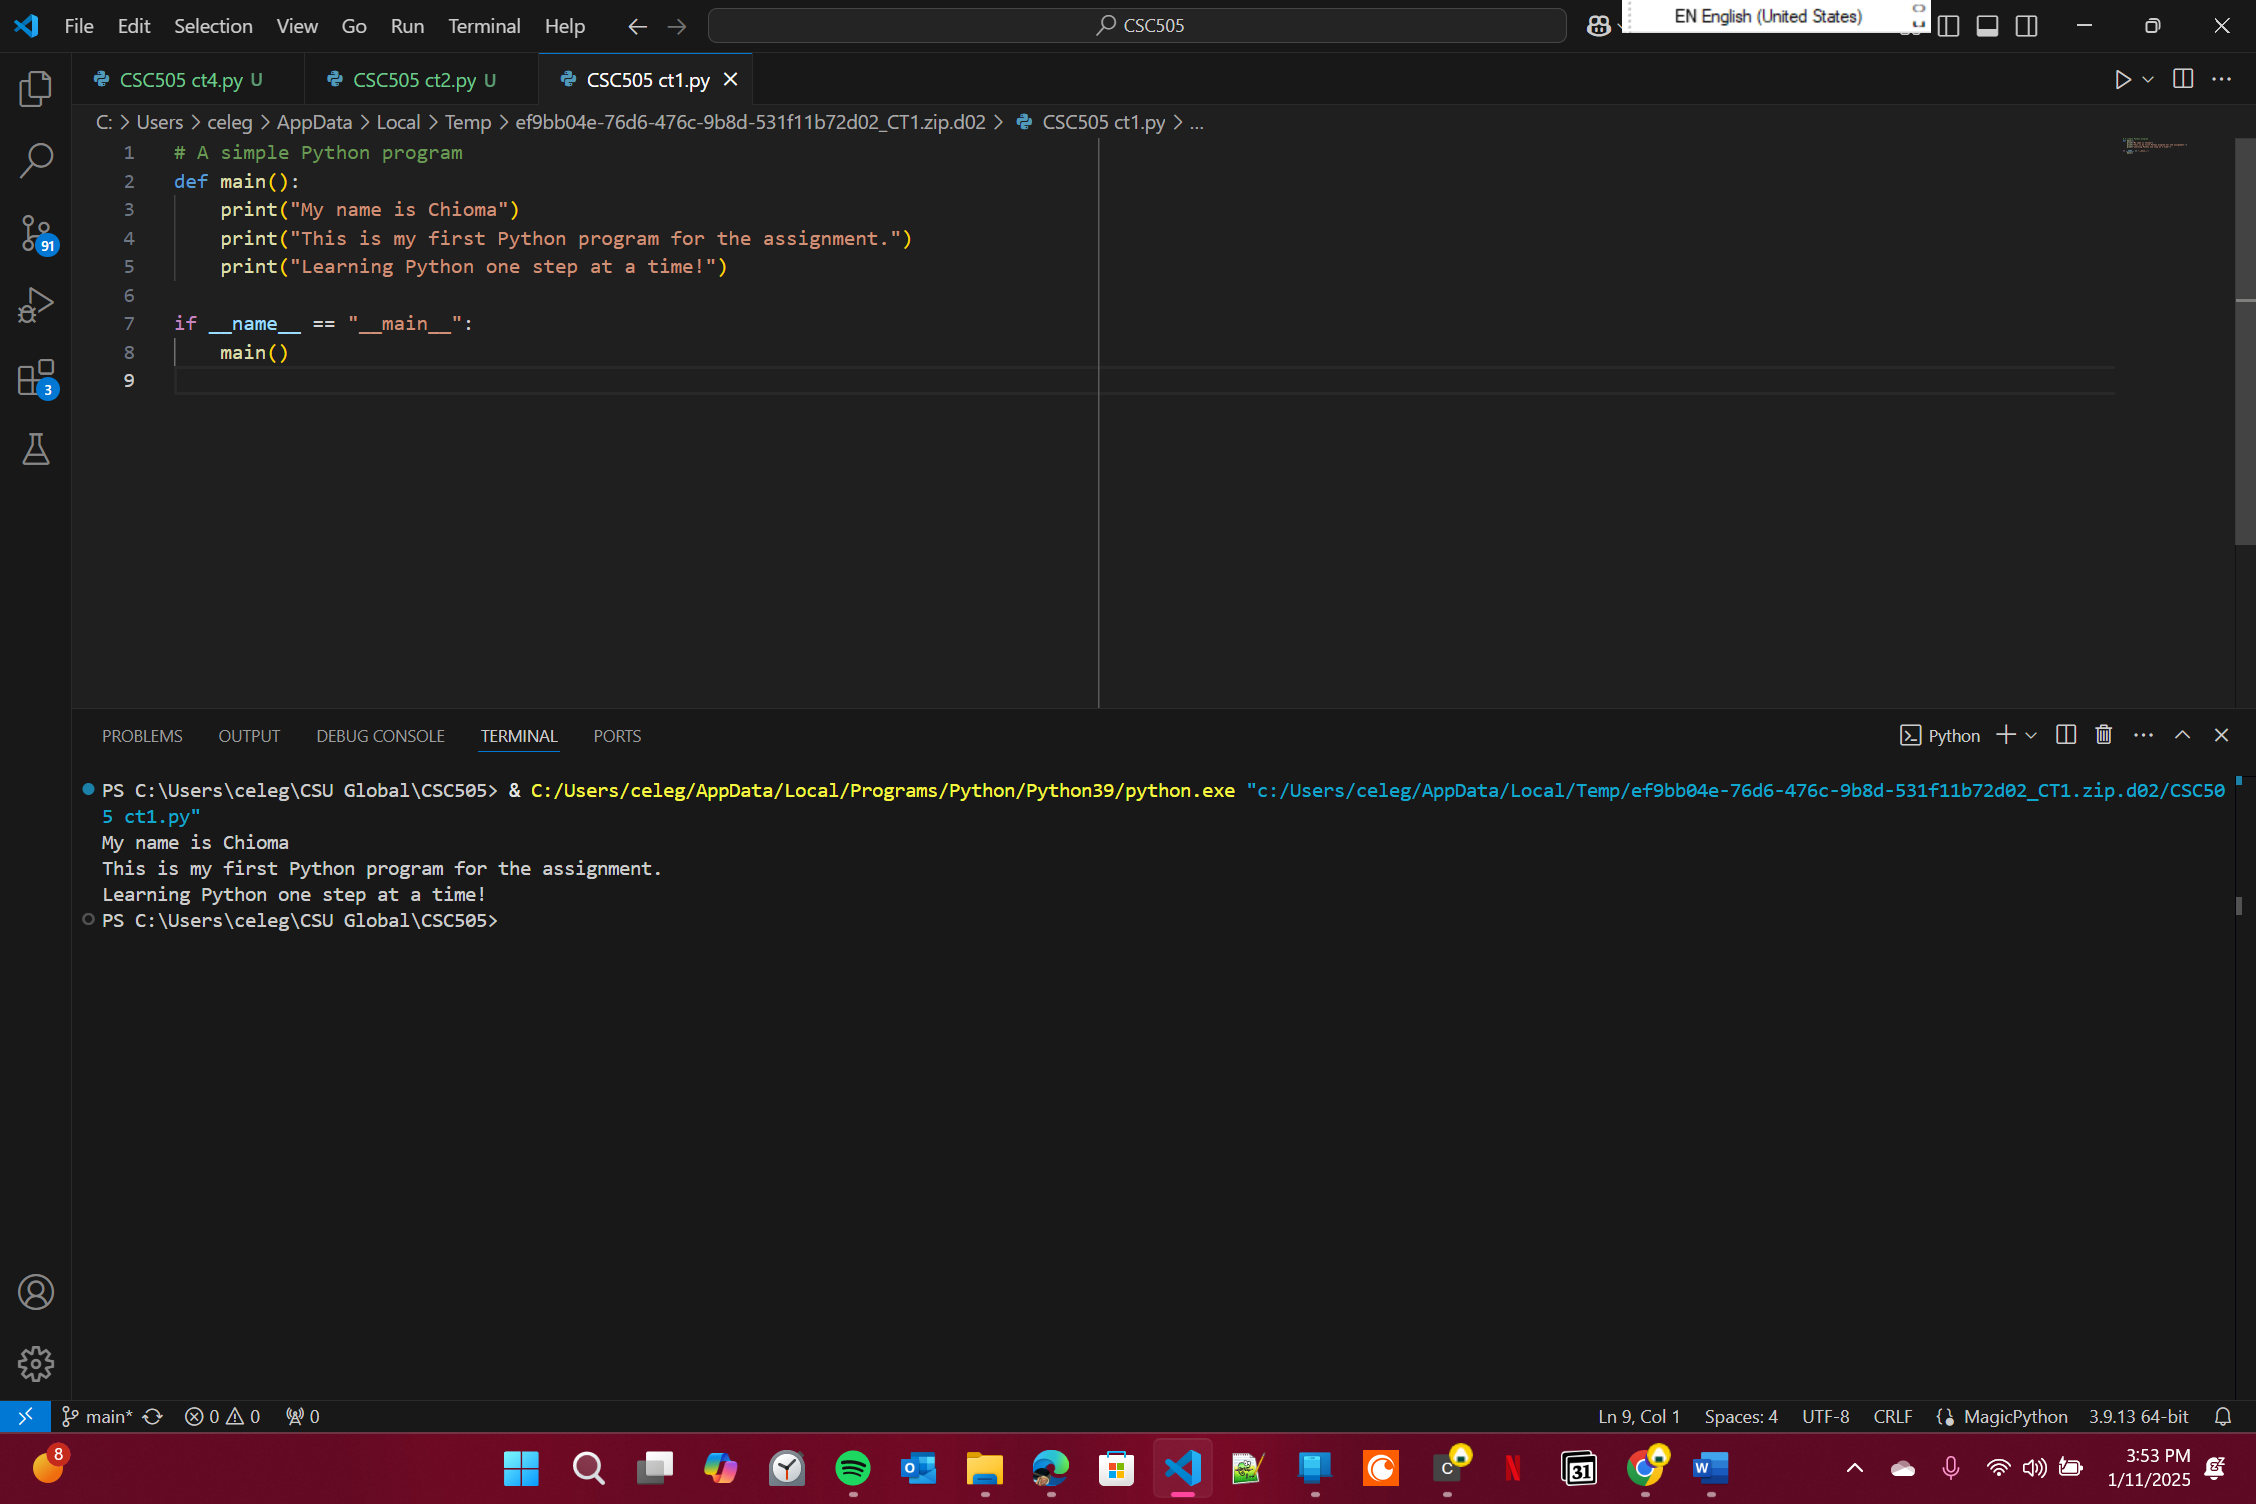 File Edit Selection View Go Run Terminal Help CSC505 EN English (United States)
CSC505 ct4.py U CSC505 ct2.py U CSC505 ct1.py
C: > Users > celeg > AppData > Local > Temp > ef9bb04e-76d6-476c-9b8d-531f11b72d02_CT1.zip.d02 > CSC505 ct1.py > ...
1 # A simple Python program
2 def main():
3 print("My name is Chioma")
4 print("This is my first Python program for the assignment.")
5 print("Learning Python one step at a time!")
6
7 if __name__ == "__main__":
8 main()
9
91
3
PROBLEMS OUTPUT DEBUG CONSOLE TERMINAL PORTS Python
PS C:\Users\celeg\CSU Global\CSC505> & C:/Users/celeg/AppData/Local/Programs/Python/Python39/python.exe "c:/Users/celeg/AppData/Local/Temp/ef9bb04e-76d6-476c-9b8d-531f11b72d02_CT1.zip.d02/CSC50
5 ct1.py"
My name is Chioma
This is my first Python program for the assignment.
Learning Python one step at a time!
PS C:\Users\celeg\CSU Global\CSC505>
main* 0 0 0 Ln 9, Col 1 Spaces: 4 UTF-8 CRLF MagicPython 3.9.13 64-bit
8 31 3:53 PM
1/11/2025